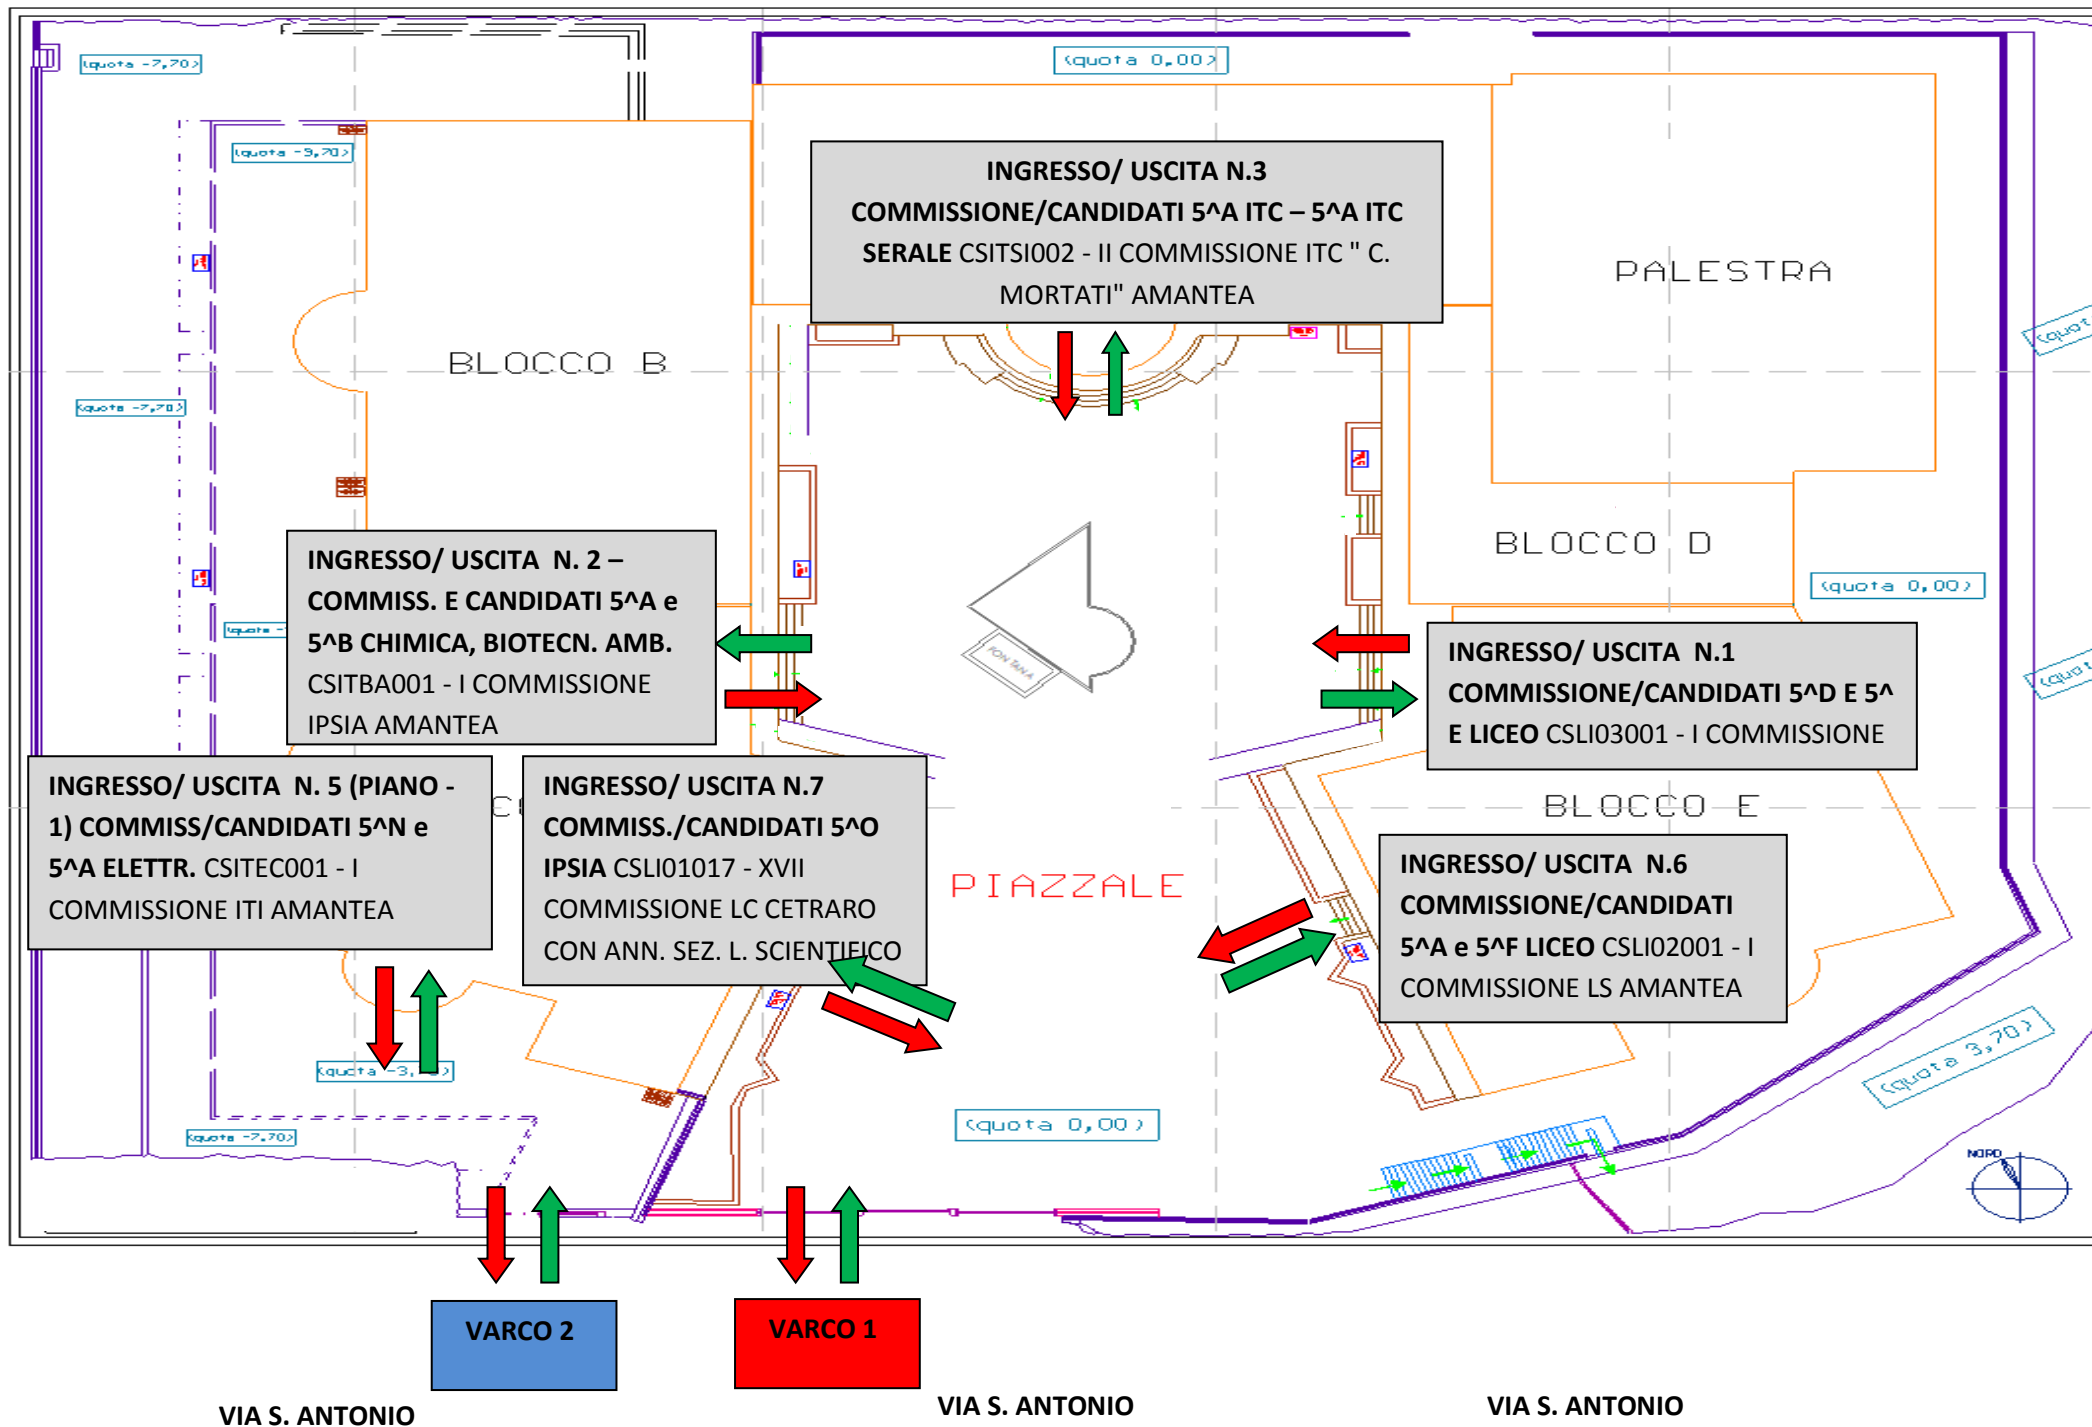 (quota -7,70)
(quota 0,00)
(quota -3,70)
INGRESSO/ USCITA N.3
COMMISSIONE/CANDIDATI 5^A ITC – 5^A ITC
SERALE CSITSI002 - II COMMISSIONE ITC " C.
MORTATI" AMANTEA
PALESTRA
BLOCCO B
(quota -7,70)
BLOCCO D
(quota 0,00)
INGRESSO/ USCITA N. 2 –
COMMISS. E CANDIDATI 5^A e
5^B CHIMICA, BIOTECN. AMB.
CSITBA001 - I COMMISSIONE
IPSIA AMANTEA
FONTANA
INGRESSO/ USCITA N.1
COMMISSIONE/CANDIDATI 5^D E 5^
E LICEO CSLI03001 - I COMMISSIONE
INGRESSO/ USCITA N. 5 (PIANO -
1) COMMISS/CANDIDATI 5^N e
5^A ELETTR. CSITEC001 - I
COMMISSIONE ITI AMANTEA
INGRESSO/ USCITA N.7
COMMISS./CANDIDATI 5^O
IPSIA CSLI01017 - XVII
COMMISSIONE LC CETRARO
CON ANN. SEZ. L. SCIENTIFICO
BLOCCO E
PIAZZALE
INGRESSO/ USCITA N.6
COMMISSIONE/CANDIDATI
5^A e 5^F LICEO CSLI02001 - I
COMMISSIONE LS AMANTEA
(quota 3,70)
(quota 0,00)
(quota -7,70)
NORD
VARCO 2
VARCO 1
VIA S. ANTONIO
VIA S. ANTONIO
VIA S. ANTONIO